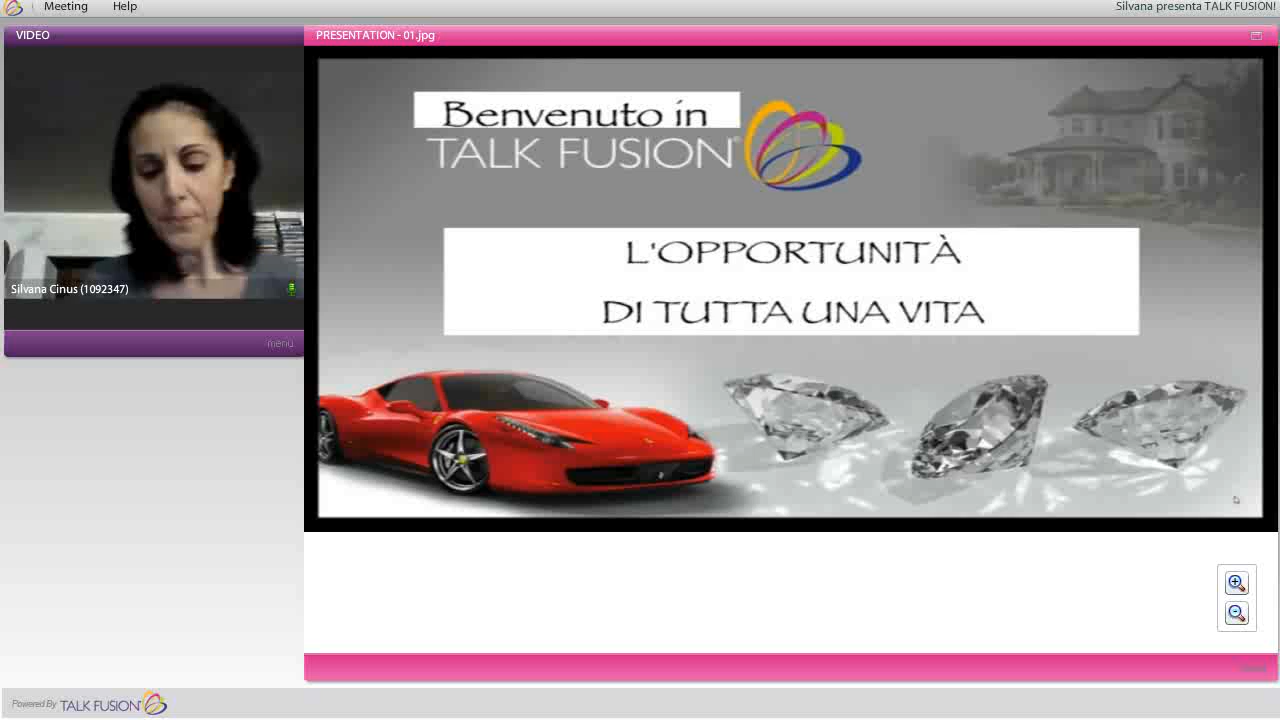 Meeting Help
Silvana presenta TALK FUSION!
VIDEO
PRESENTATION - 01.jpg
Benvenuto in
TALK FUSION®
L'OPPORTUNITÀ
DI TUTTA UNA VITA
Silvana Cinus (1092347)
menu
Powered By TALK FUSION